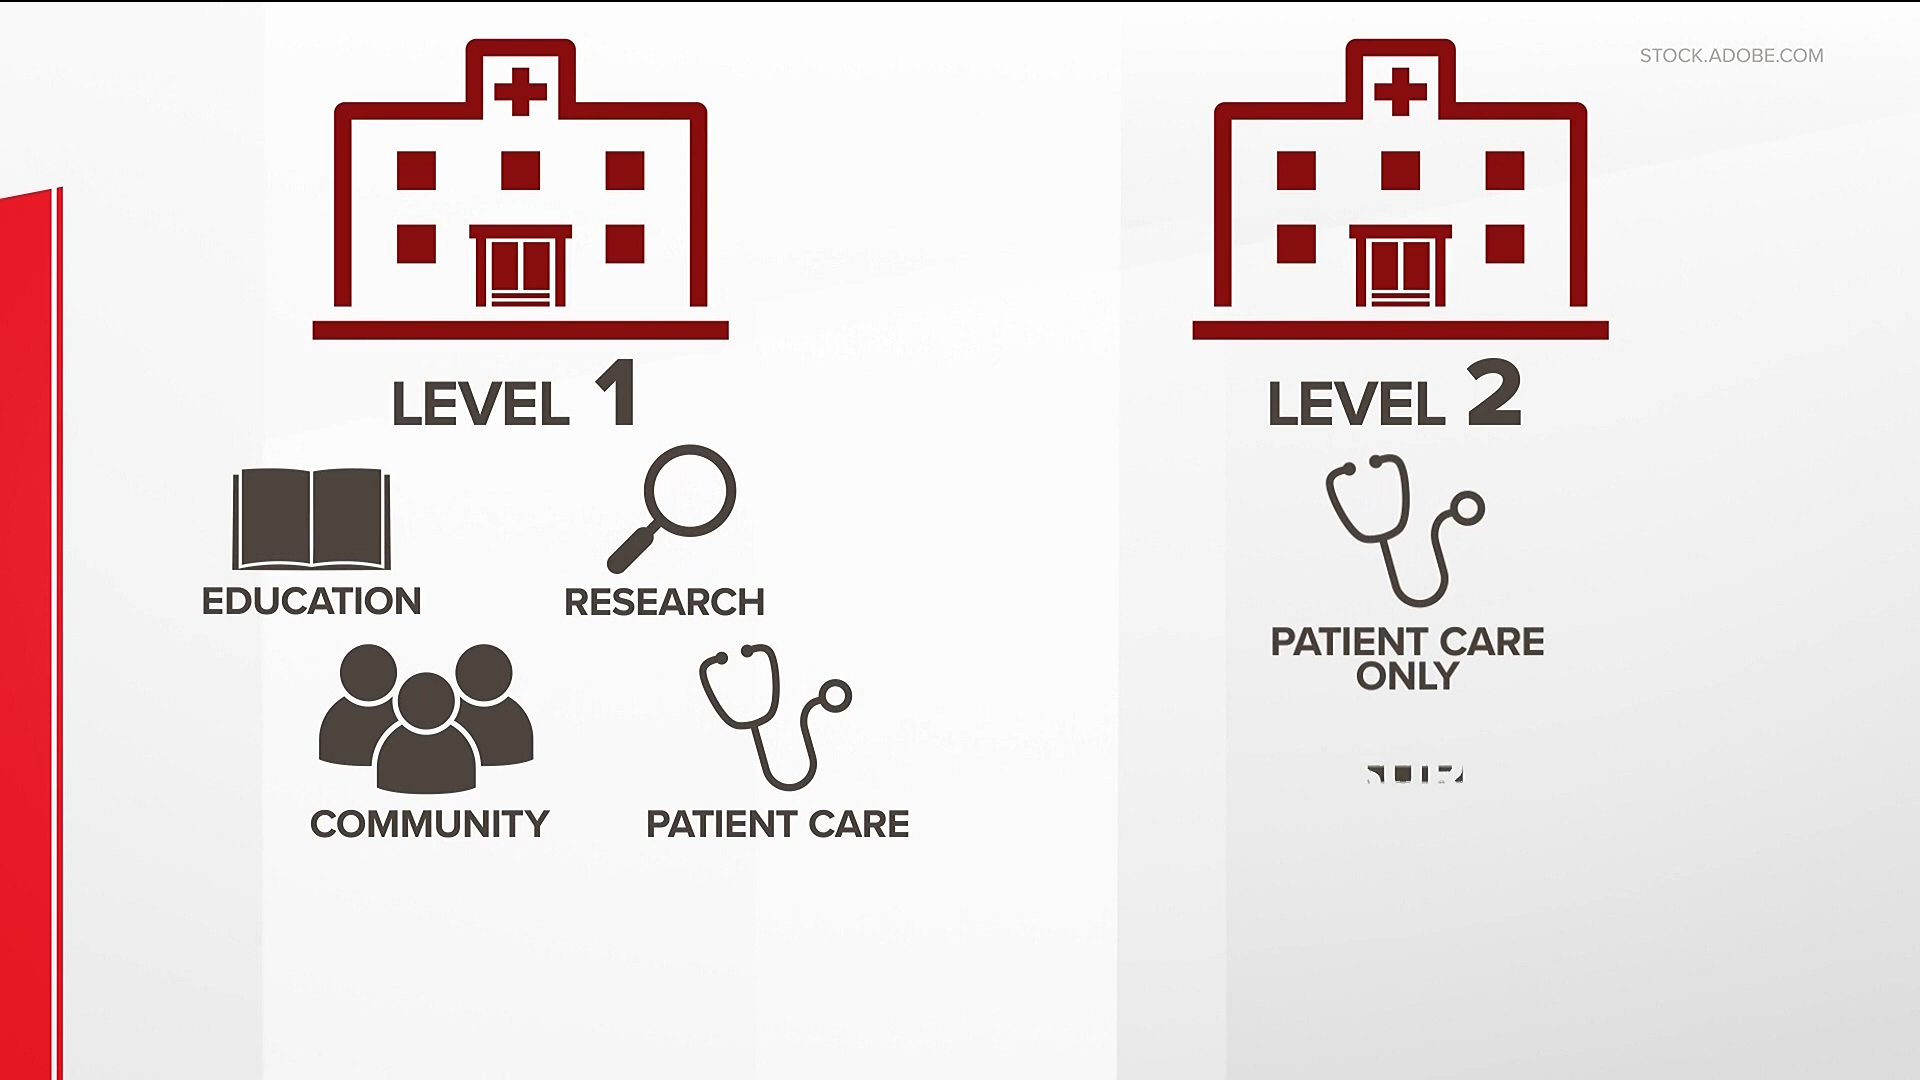 STOCK.ADOBE.COM
LEVEL 1
EDUCATION
RESEARCH
COMMUNITY
PATIENT CARE
LEVEL 2
PATIENT CARE
ONLY